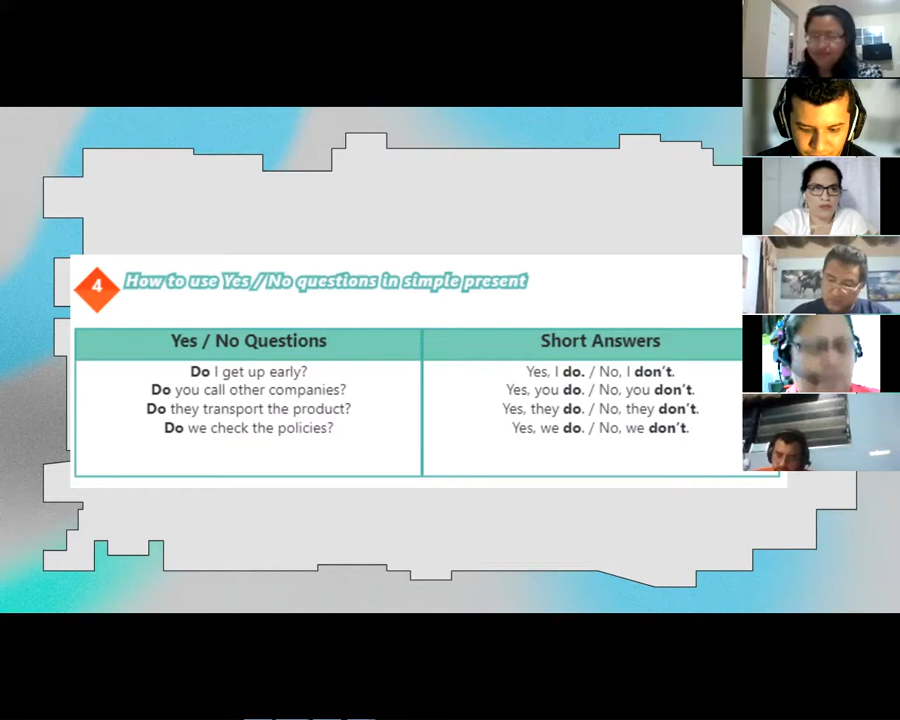 4
How to use Yes / No questions in simple present
Yes / No Questions
Short Answers
Do I get up early?
Yes, I do. / No, I don't.
Do you call other companies?
Yes, you do. / No, you don't.
Do they transport the product?
Yes, they do. / No, they don't.
Do we check the policies?
Yes, we do. / No, we don't.